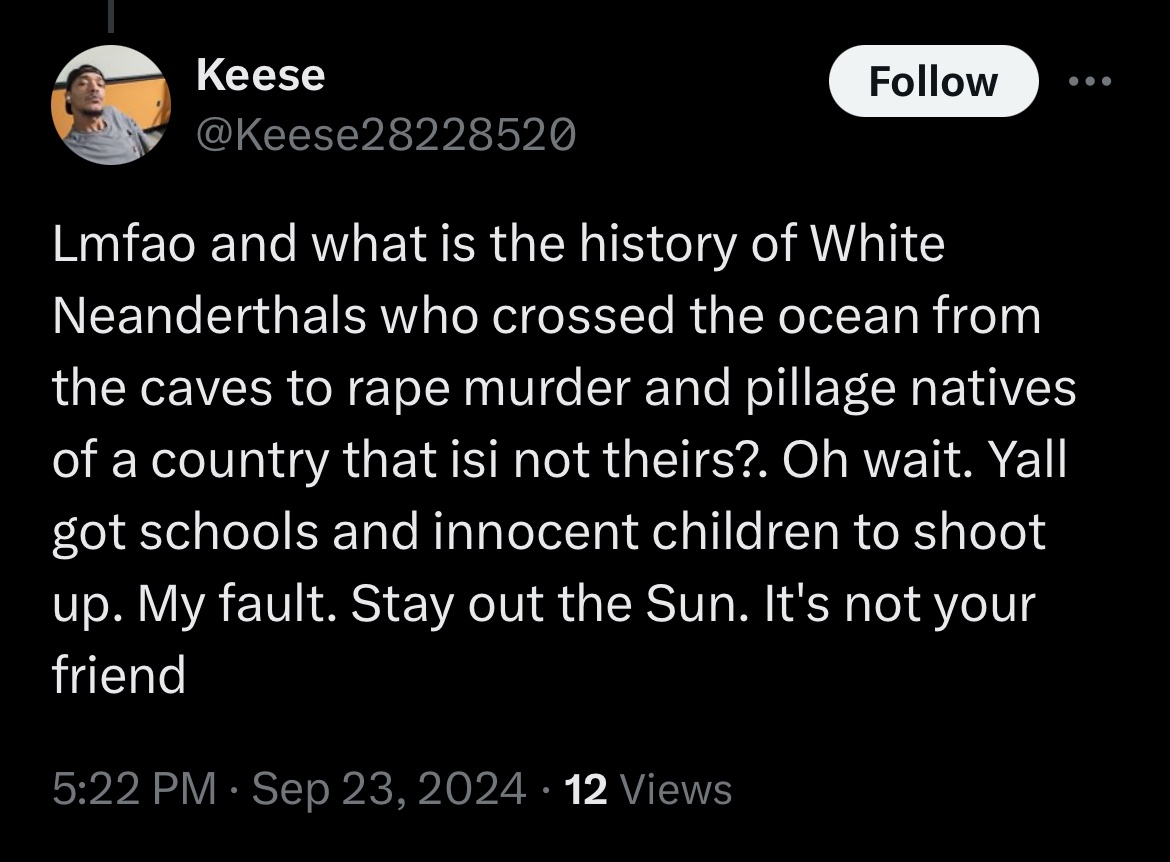 Keese
Follow
@Keese28228520
Lmfao and what is the history of White
Neanderthals who crossed the ocean from
the caves to rape murder and pillage natives
of a country that isi not theirs?. Oh wait. Yall
got schools and innocent children to shoot
up. My fault. Stay out the Sun. It's not your
friend
5:22 PM · Sep 23, 2024 · 12 Views